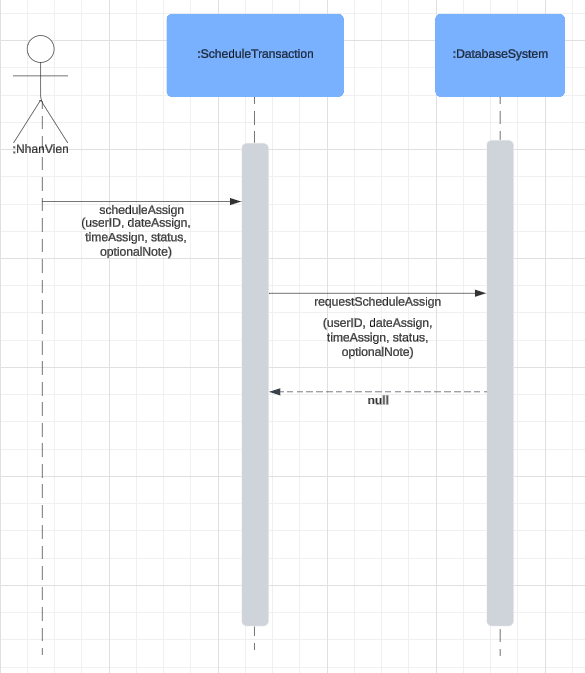 :ScheduleTransaction
:DatabaseSystem
:NhanVien
scheduleAssign
(userID, dateAssign,
timeAssign, status,
optionalNote)
requestScheduleAssign
(userID, dateAssign,
timeAssign, status,
optionalNote)
null